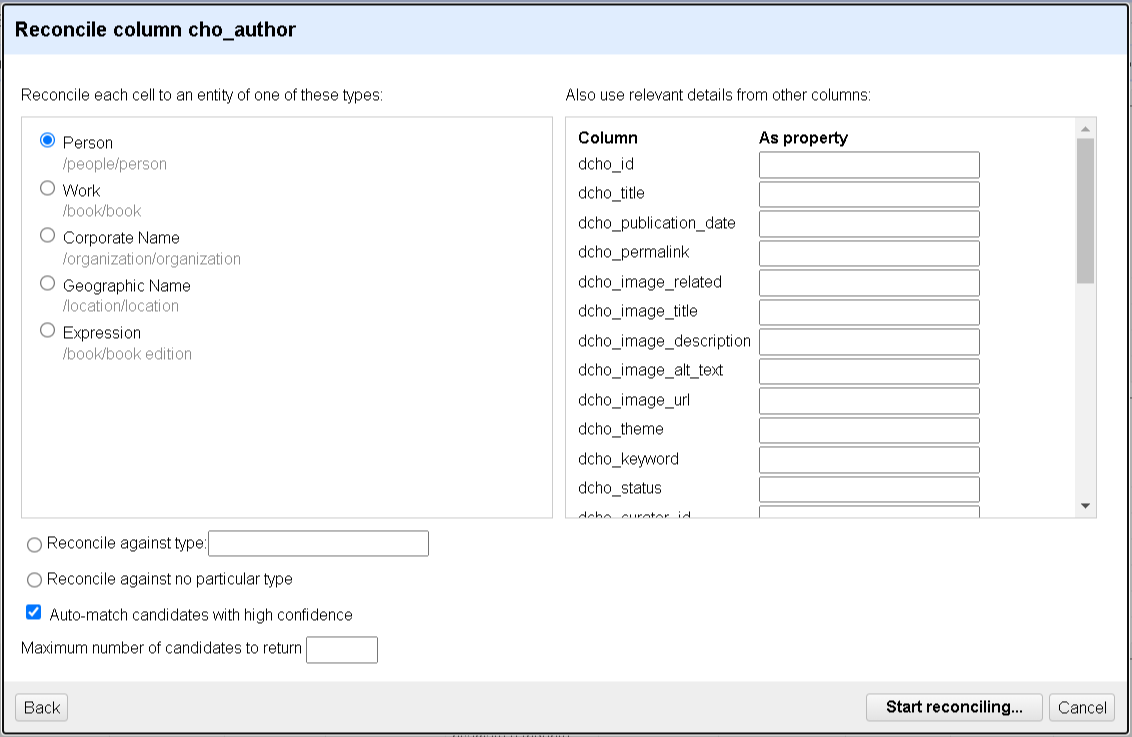 Reconcile column cho_author
Reconcile each cell to an entity of one of these types:
Person
/people/person
Work
/book/book
Corporate Name
/organization/organization
Geographic Name
/location/location
Expression
/book/book edition
Also use relevant details from other columns:
Column As property
dcho_id
dcho_title
dcho_publication_date
dcho_permalink
dcho_image_related
dcho_image_title
dcho_image_description
dcho_image_alt_text
dcho_image_url
dcho_theme
dcho_keyword
dcho_status
dcho_curator_id
Reconcile against type:
Reconcile against no particular type
Auto-match candidates with high confidence
Maximum number of candidates to return
Back
Start reconciling... Cancel